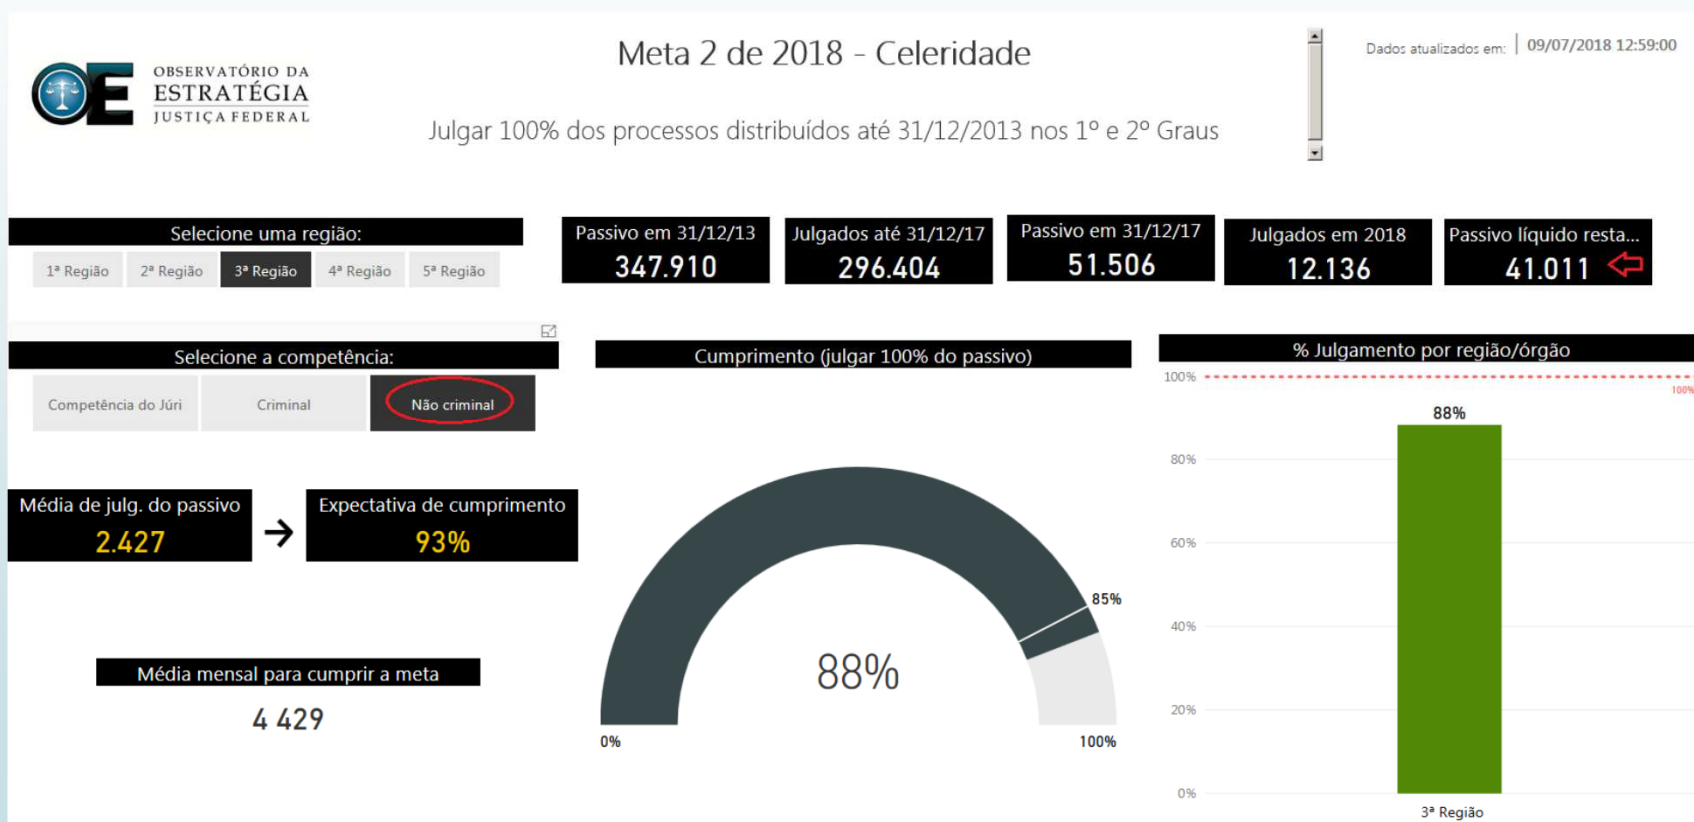 OE
OBSERVATÓRIO DA
ESTRATÉGIA
JUSTIÇA FEDERAL
Meta 2 de 2018 - Celeridade
Julgar 100% dos processos distribuídos até 31/12/2013 nos 1º e 2º Graus
Dados atualizados em: 09/07/2018 12:59:00
Selecione uma região:
1ª Região 2ª Região 3ª Região 4ª Região 5ª Região
Passivo em 31/12/13
347.910
Julgados até 31/12/17
296.404
Passivo em 31/12/17
51.506
Julgados em 2018
12.136
Passivo líquido resta...
41.011
Selecione a competência:
Competência do Júri Criminal Não criminal
Média de julg. do passivo
2.427
Expectativa de cumprimento
93%
Média mensal para cumprir a meta
4 429
Cumprimento (julgar 100% do passivo)
85%
88%
0%
100%
% Julgamento por região/órgão
100%
100%
88%
80%
60%
40%
20%
0%
3ª Região